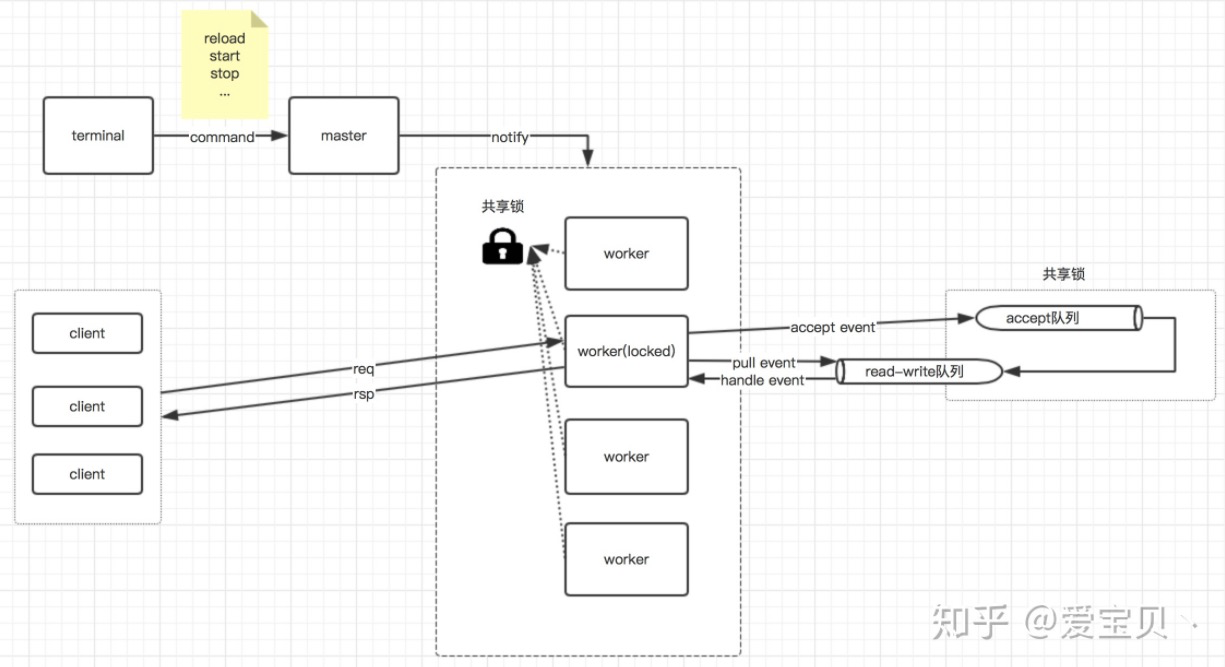 reload
start
stop
...
terminal
command
master
notify
共享锁
worker
共享锁
client
req
worker(locked)
accept event
accept队列
pull event
read-write队列
handle event
client
rsp
client
worker
worker
知乎 @爱宝贝丶